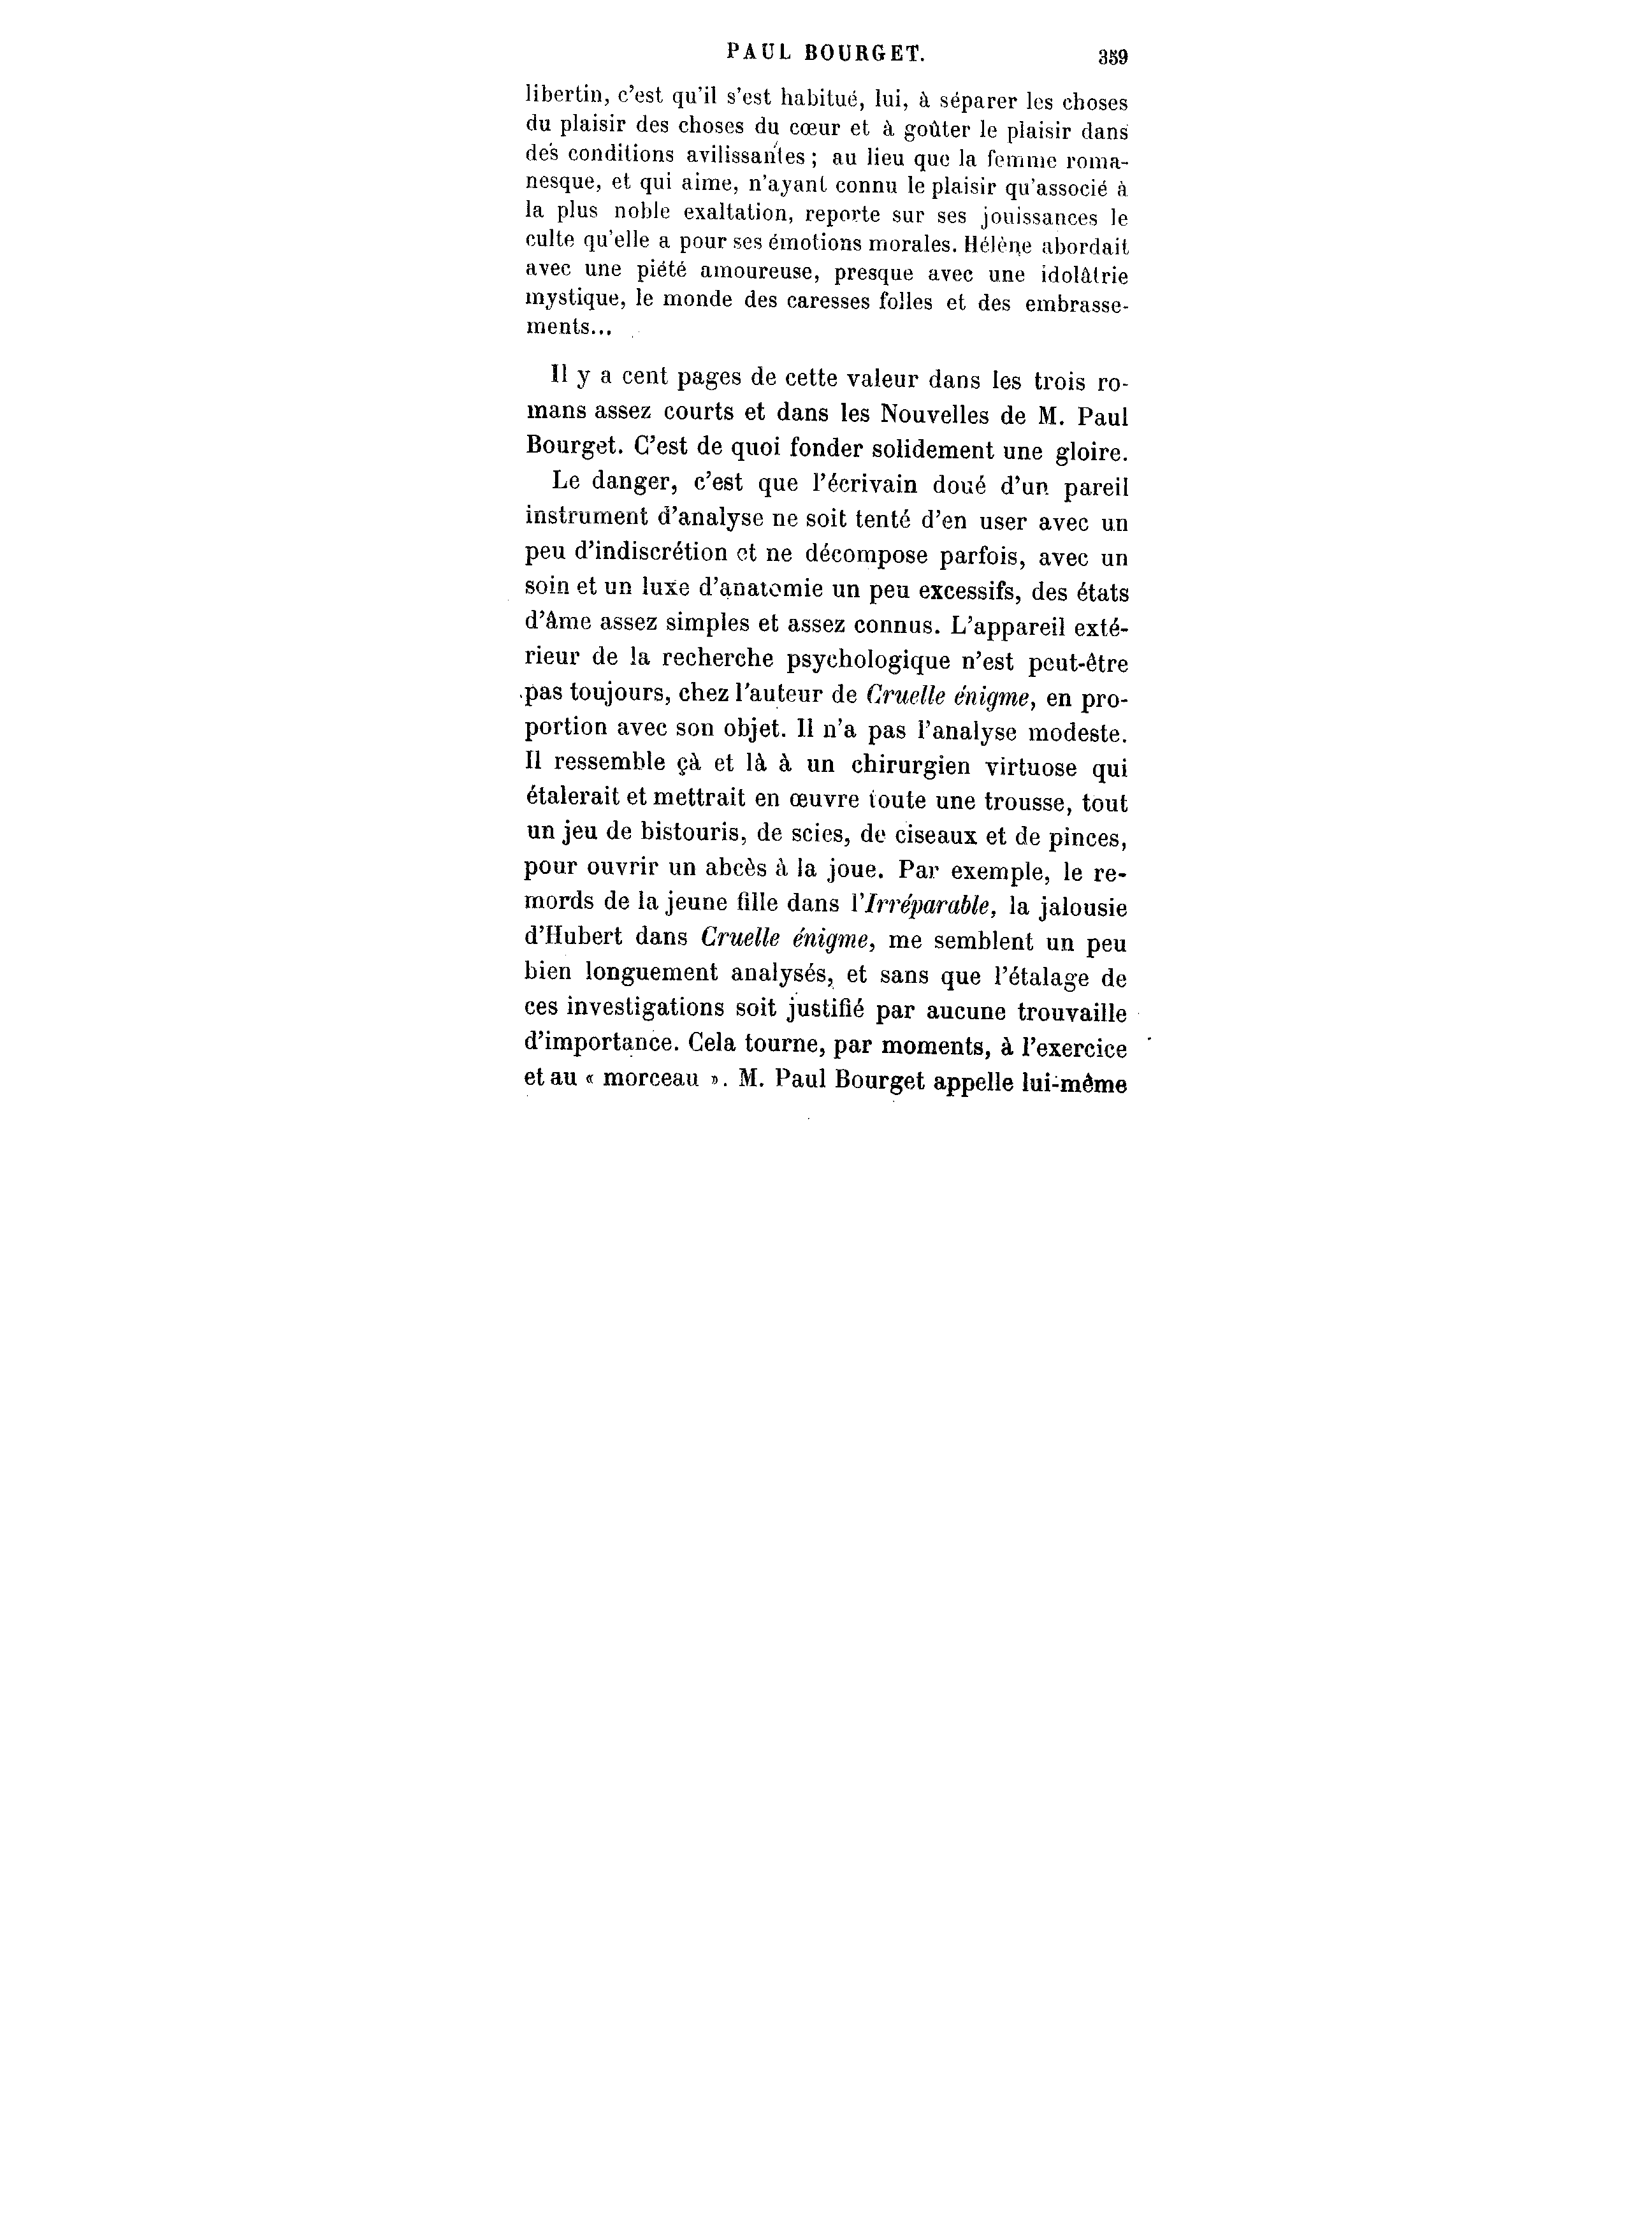 PAUL BOURGET. 359
libertin, c'est qu'il s'est habitué, lui, à séparer les choses
du plaisir des choses du cœur et à goûter le plaisir dans
des conditions avilissantes ; au lieu que la femme roma-
nesque, et qui aime, n'ayant connu le plaisir qu'associé à
la plus noble exaltation, reporte sur ses jouissances le
culte qu'elle a pour ses émotions morales. Hélène abordait
avec une piété amoureuse, presque avec une idolâtrie
mystique, le monde des caresses folles et des embrasse-
ments...
Il y a cent pages de cette valeur dans les trois ro-
mans assez courts et dans les Nouvelles de M. Paul
Bourget. C'est de quoi fonder solidement une gloire.
Le danger, c'est que l'écrivain doué d'un pareil
instrument d'analyse ne soit tenté d'en user avec un
peu d'indiscrétion et ne décompose parfois, avec un
soin et un luxe d'anatomie un peu excessifs, des états
d'âme assez simples et assez connus. L'appareil exté-
rieur de la recherche psychologique n'est peut-être
pas toujours, chez l'auteur de Cruelle énigme, en pro-
portion avec son objet. Il n'a pas l'analyse modeste.
Il ressemble çà et là à un chirurgien virtuose qui
étalerait et mettrait en œuvre toute une trousse, tout
un jeu de bistouris, de scies, de ciseaux et de pinces,
pour ouvrir un abcès à la joue. Par exemple, le re-
mords de la jeune fille dans l'Irréparable, la jalousie
d'Hubert dans Cruelle énigme, me semblent un peu
bien longuement analysés, et sans que l'étalage de
ces investigations soit justifié par aucune trouvaille
d'importance. Cela tourne, par moments, à l'exercice
et au « morceau ». M. Paul Bourget appelle lui-même